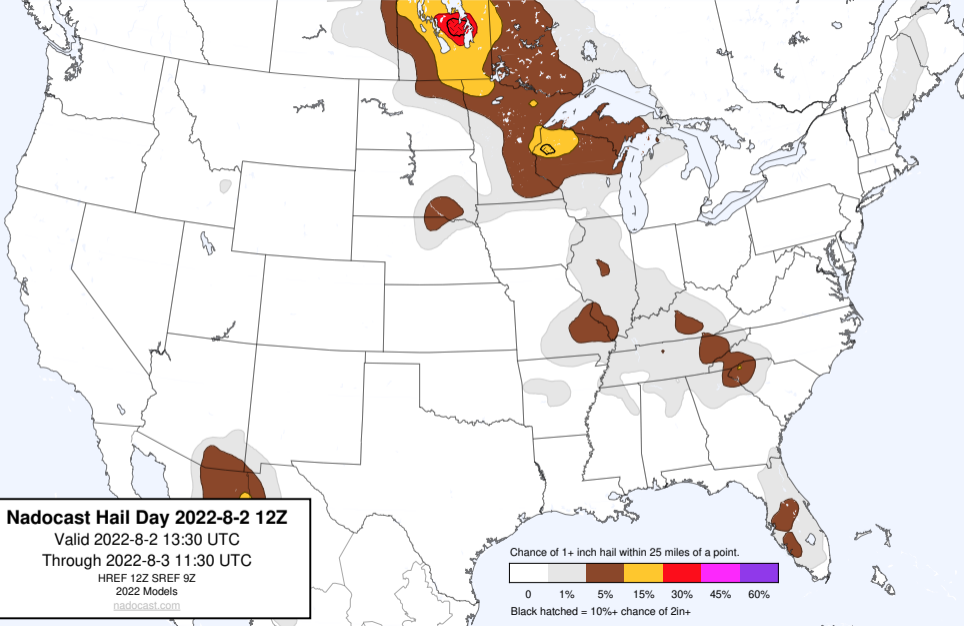 Nadocast Hail Day 2022-8-2 12Z
Valid 2022-8-2 13:30 UTC
Through 2022-8-3 11:30 UTC
HREF 12Z SREF 9Z
2022 Models
nadocast.com
Chance of 1+ inch hail within 25 miles of a point.
0 1% 5% 15% 30% 45% 60%
Black hatched = 10%+ chance of 2in+